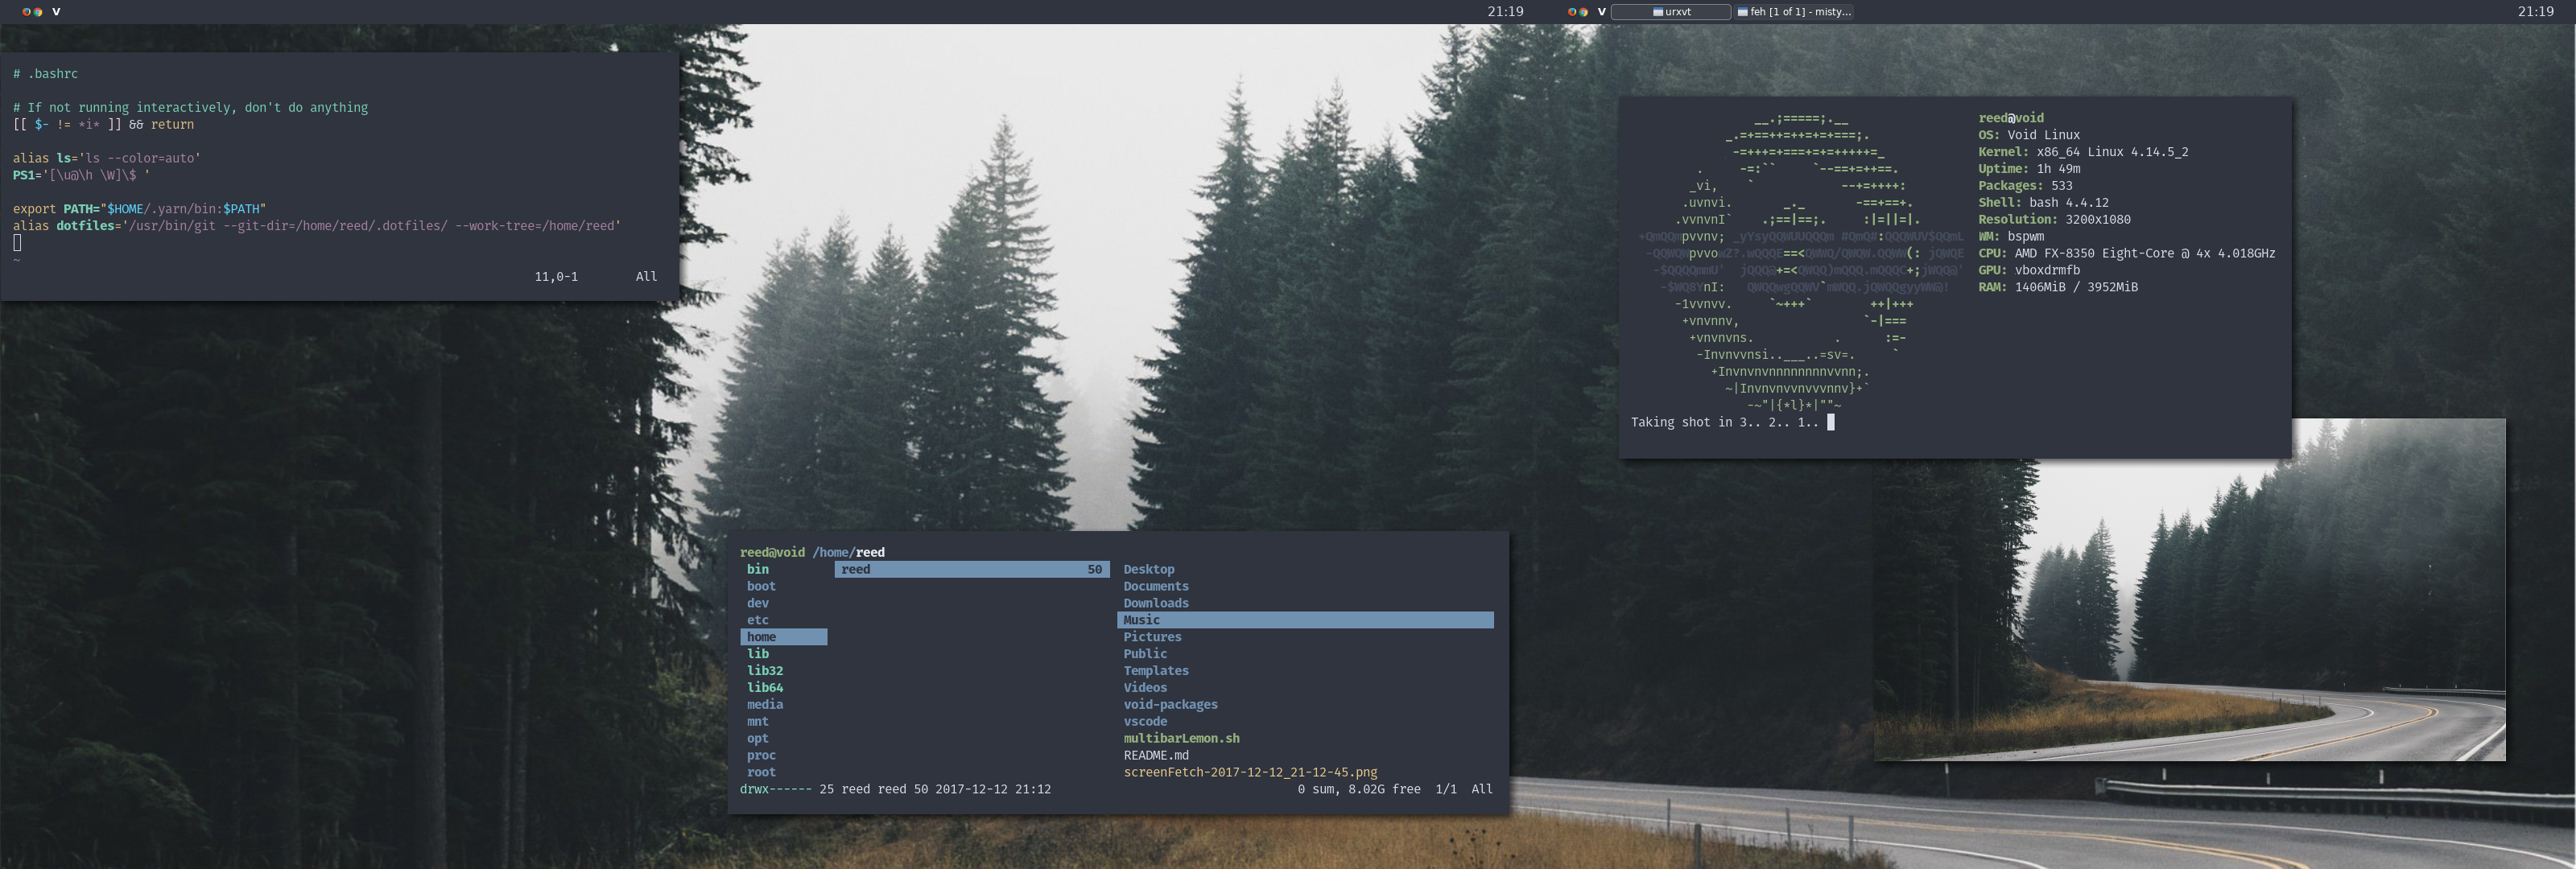 V
21:19
V
urxvt
feh [1 of 1] - misty...
21:19
# .bashrc
# If not running interactively, don't do anything
[[ $- != *i* ]] && return
alias ls='ls --color=auto'
PS1='[\u@\h \W]\$ '
export PATH="$HOME/.yarn/bin:$PATH"
alias dotfiles='/usr/bin/git --git-dir=/home/reed/.dotfiles/ --work-tree=/home/reed'
~
11,0-1 All
reed@void
OS: Void Linux
Kernel: x86_64 Linux 4.14.5_2
Uptime: 1h 49m
Packages: 533
Shell: bash 4.4.12
Resolution: 3200x1080
WM: bspwm
CPU: AMD FX-8350 Eight-Core @ 4x 4.018GHz
GPU: vboxdrmfb
RAM: 1406MiB / 3952MiB
Taking shot in 3.. 2.. 1..
reed@void /home/reed
bin reed 50 Desktop
boot Documents
dev Downloads
etc Music
home Pictures
lib Public
lib32 Templates
lib64 Videos
media void-packages
mnt vscode
opt multibarLemon.sh
proc README.md
root screenFetch-2017-12-12_21-12-45.png
drwx------ 25 reed reed 50 2017-12-12 21:12 0 sum, 8.02G free 1/1 All